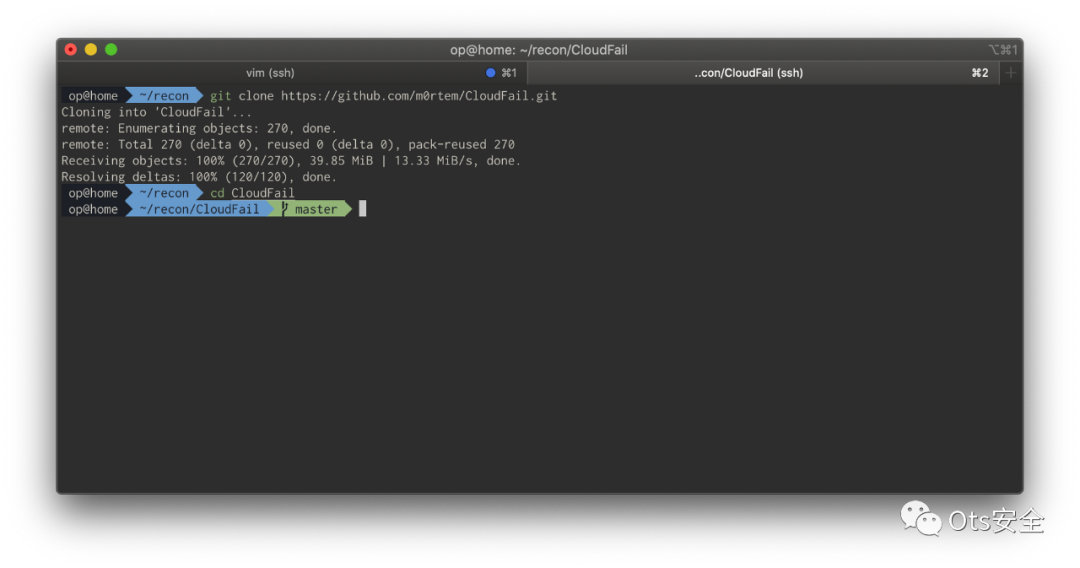 op@home: ~/recon/CloudFail
⌥⌘1
vim (ssh)
⌘1
..con/CloudFail (ssh)
⌘2
+
op@home ~/recon git clone https://github.com/m0rtem/CloudFail.git
Cloning into 'CloudFail'...
remote: Enumerating objects: 270, done.
remote: Total 270 (delta 0), reused 0 (delta 0), pack-reused 270
Receiving objects: 100% (270/270), 39.85 MiB | 13.33 MiB/s, done.
Resolving deltas: 100% (120/120), done.
op@home ~/recon cd CloudFail
op@home ~/recon/CloudFail master
Ots安全